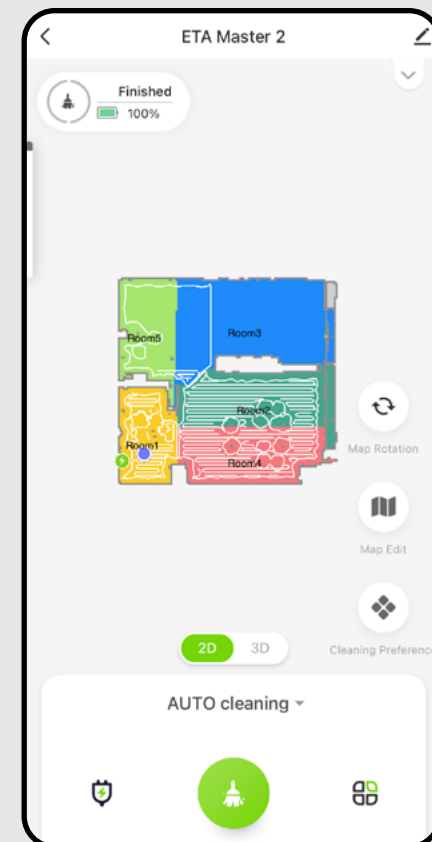 ETA Master 2
Finished
100%
Room5
Room3
Room2
Room1
Room4
Map Rotation
Map Edit
Cleaning Preference
2D 3D
AUTO cleaning